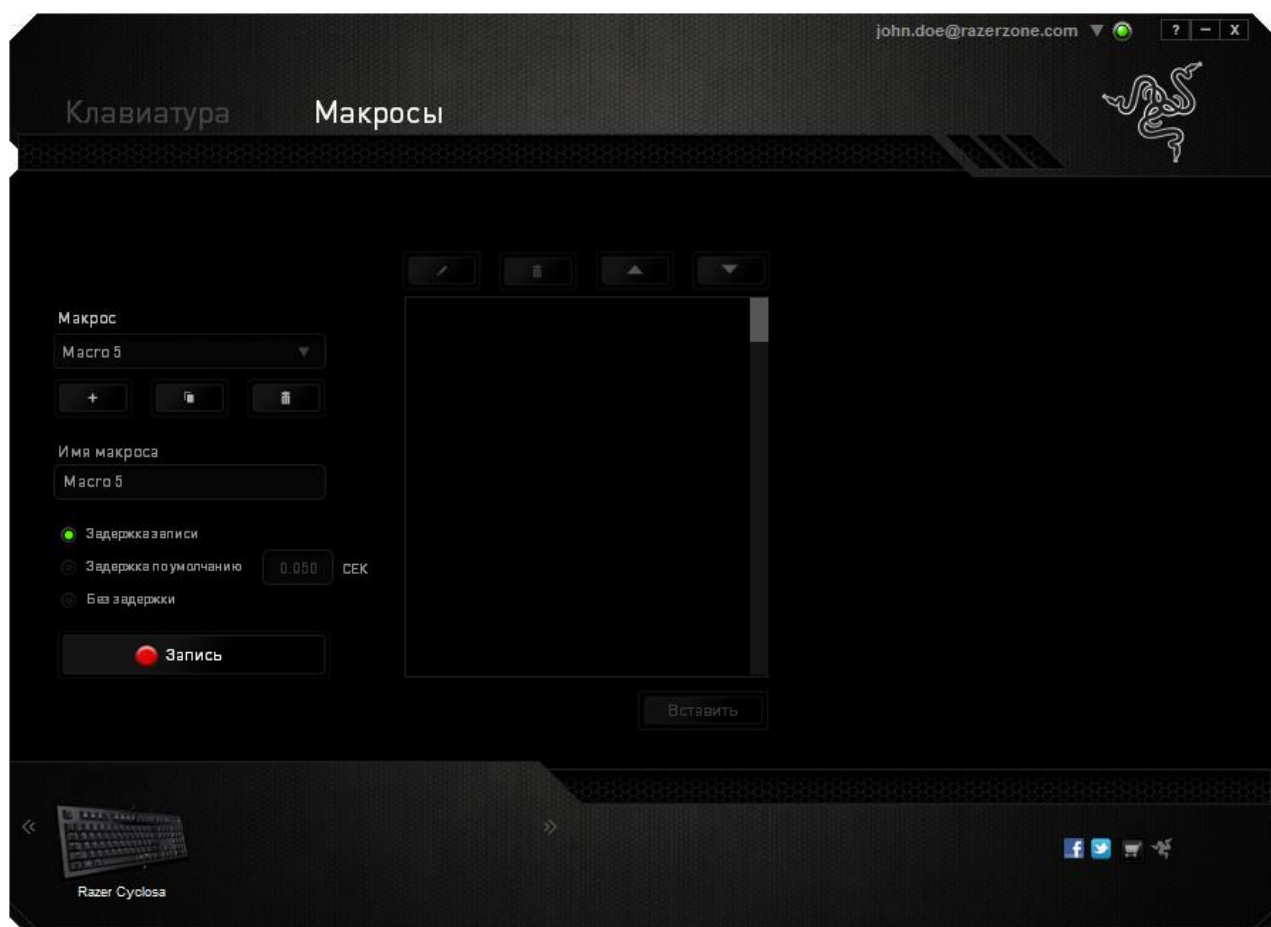 john.doe@razerzone.com
? – X
Клавиатура Макросы
Макрос
Macro 5
Имя макроса
Macro 5
Задержка записи
Задержка по умолчанию 0.050 СЕК
Без задержки
Запись
Вставить
Razer Cyclosa